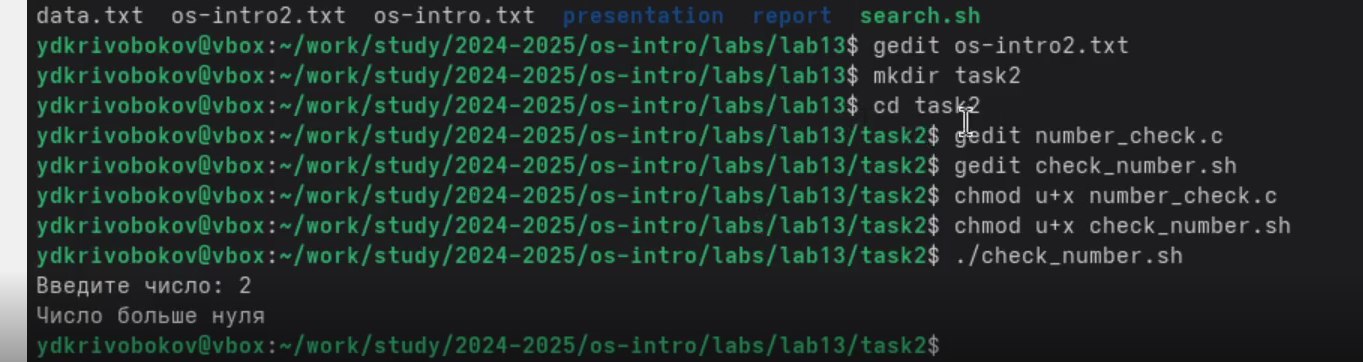 data.txt  os-intro2.txt  os-intro.txt  presentation  report  search.sh
ydkrivobokov@vbox:~/work/study/2024-2025/os-intro/labs/lab13$ gedit os-intro2.txt
ydkrivobokov@vbox:~/work/study/2024-2025/os-intro/labs/lab13$ mkdir task2
ydkrivobokov@vbox:~/work/study/2024-2025/os-intro/labs/lab13$ cd task2
ydkrivobokov@vbox:~/work/study/2024-2025/os-intro/labs/lab13/task2$ gedit number_check.c
ydkrivobokov@vbox:~/work/study/2024-2025/os-intro/labs/lab13/task2$ gedit check_number.sh
ydkrivobokov@vbox:~/work/study/2024-2025/os-intro/labs/lab13/task2$ chmod u+x number_check.c
ydkrivobokov@vbox:~/work/study/2024-2025/os-intro/labs/lab13/task2$ chmod u+x check_number.sh
ydkrivobokov@vbox:~/work/study/2024-2025/os-intro/labs/lab13/task2$ ./check_number.sh
Введите число: 2
Число больше нуля
ydkrivobokov@vbox:~/work/study/2024-2025/os-intro/labs/lab13/task2$